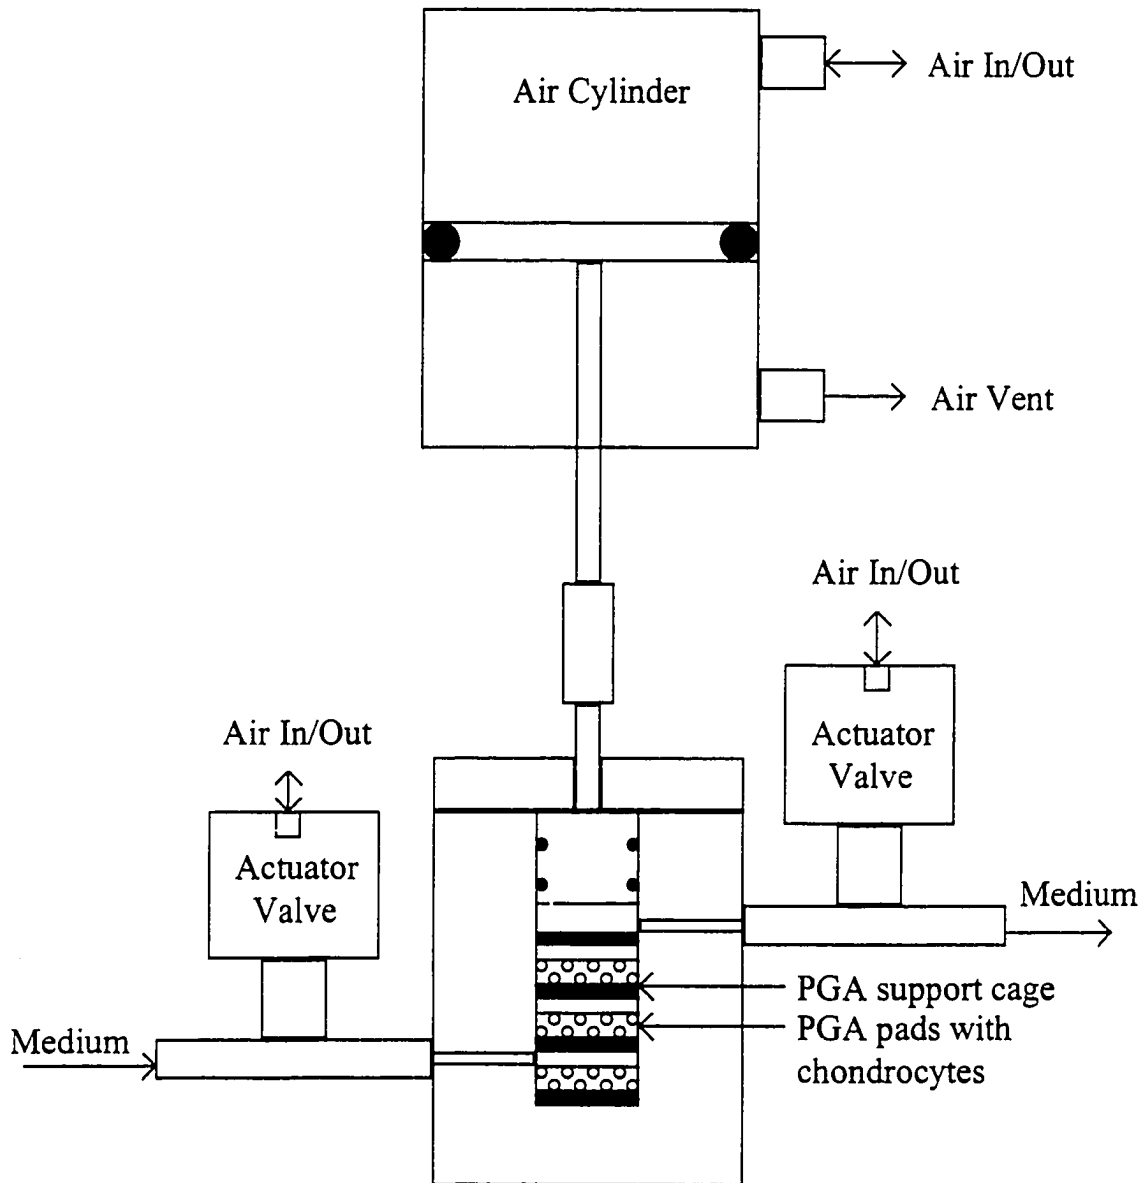 Air Cylinder
Air In/Out
Air Vent
Air In/Out
Actuator
Valve
Air In/Out
Actuator
Valve
Medium
PGA support cage
PGA pads with
chondrocytes
Medium